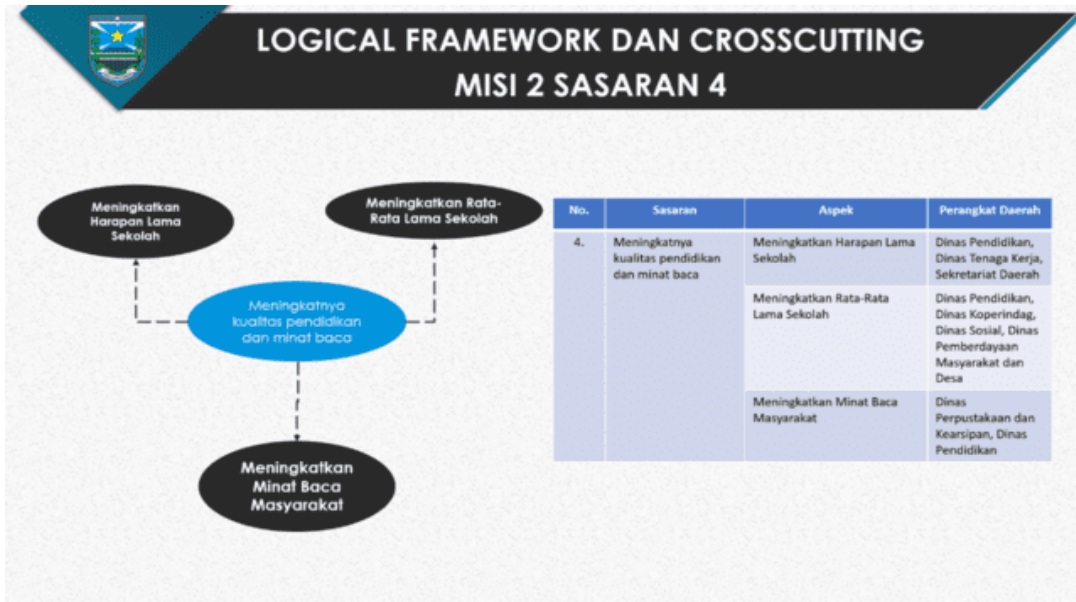 LOGICAL FRAMEWORK DAN CROSSCUTTING
MISI 2 SASARAN 4
Meningkatkan
Harapan Lama
Sekolah
Meningkatkan Rata-
Rata Lama Sekolah
Meningkatnya
kualitas pendidikan
dan minat baca
Meningkatkan
Minat Baca
Masyarakat
No. Sasaran Aspek Perangkat Daerah
4. Meningkatnya
kualitas pendidikan
dan minat baca
Meningkatkan Harapan Lama
Sekolah
Dinas Pendidikan,
Dinas Tenaga Kerja,
Sekretariat Daerah
Meningkatkan Rata-Rata
Lama Sekolah
Dinas Pendidikan,
Dinas Koperindag,
Dinas Sosial, Dinas
Pemberdayaan
Masyarakat dan
Desa
Meningkatkan Minat Baca
Masyarakat
Dinas
Perpustakaan dan
Kearsipan, Dinas
Pendidikan